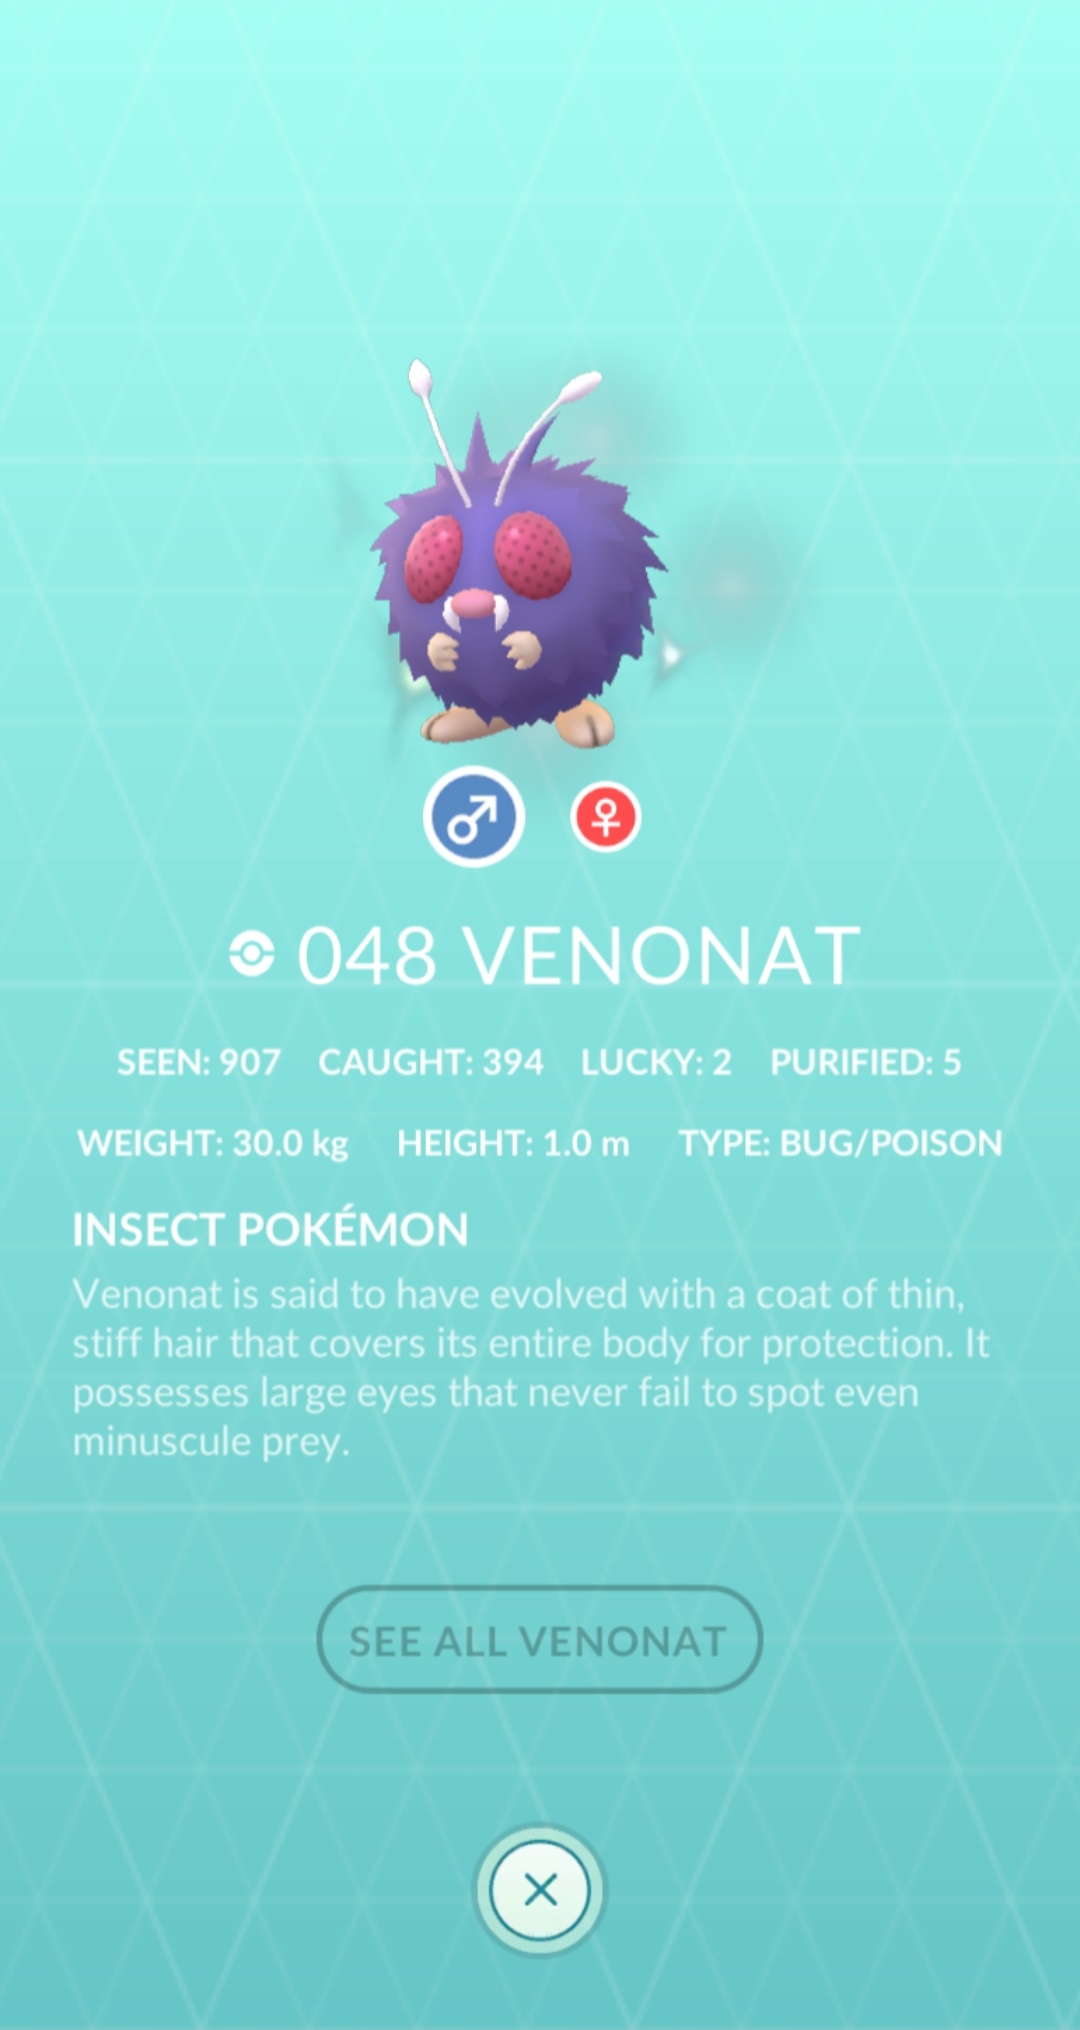 048 VENONAT
SEEN: 907 CAUGHT: 394 LUCKY: 2 PURIFIED: 5
WEIGHT: 30.0 kg HEIGHT: 1.0 m TYPE: BUG/POISON
INSECT POKÉMON
Venonat is said to have evolved with a coat of thin,
stiff hair that covers its entire body for protection. It
possesses large eyes that never fail to spot even
minuscule prey.
SEE ALL VENONAT